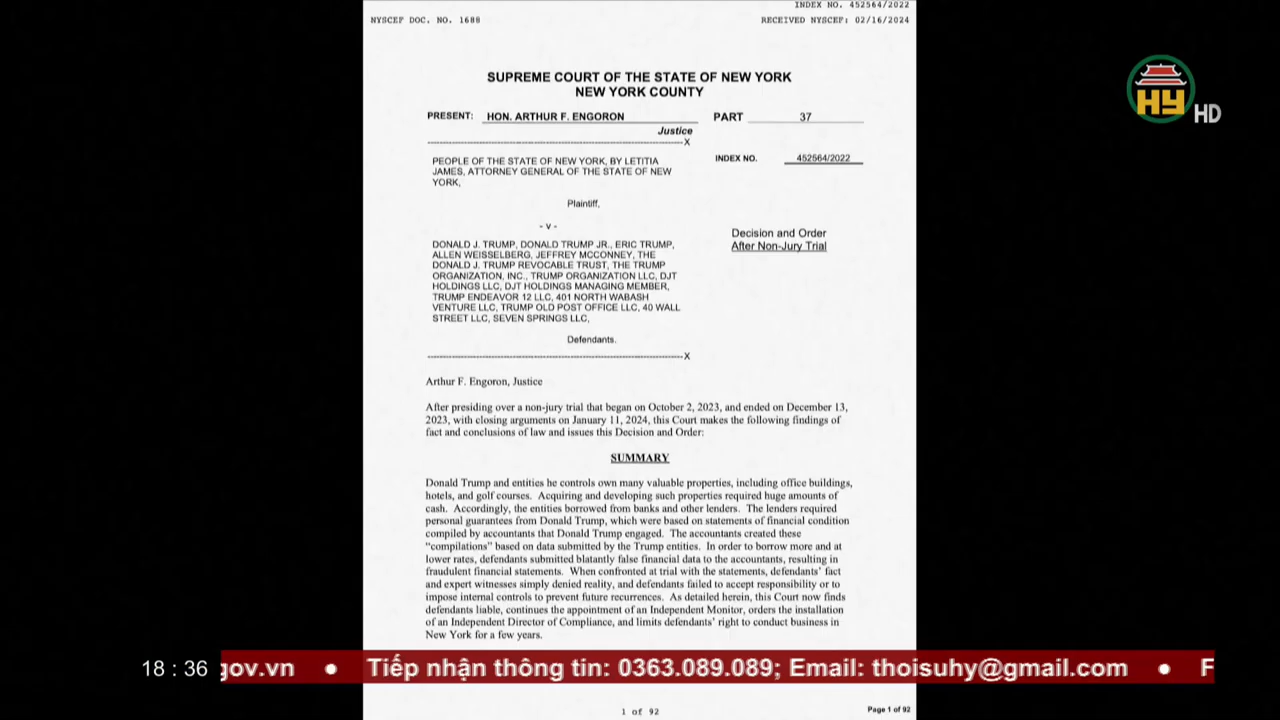 INDEX NO. 452564/2022
NYSCEF DOC. NO. 1688
RECEIVED NYSCEF: 02/16/2024
SUPREME COURT OF THE STATE OF NEW YORK
NEW YORK COUNTY
PRESENT: HON. ARTHUR F. ENGORON PART 37
Justice
X
PEOPLE OF THE STATE OF NEW YORK, BY LETITIA
JAMES, ATTORNEY GENERAL OF THE STATE OF NEW
YORK,
INDEX NO. 452564/2022
Plaintiff,
- v -
Decision and Order
After Non-Jury Trial
DONALD J. TRUMP, DONALD TRUMP JR., ERIC TRUMP,
ALLEN WEISSELBERG, JEFFREY MCCONNEY, THE
DONALD J. TRUMP REVOCABLE TRUST, THE TRUMP
ORGANIZATION, INC., TRUMP ORGANIZATION LLC, DJT
HOLDINGS LLC, DJT HOLDINGS MANAGING MEMBER,
TRUMP ENDEAVOR 12 LLC, 401 NORTH WABASH
VENTURE LLC, TRUMP OLD POST OFFICE LLC, 40 WALL
STREET LLC, SEVEN SPRINGS LLC,
Defendants.
X
Arthur F. Engoron, Justice
After presiding over a non-jury trial that began on October 2, 2023, and ended on December 13,
2023, with closing arguments on January 11, 2024, this Court makes the following findings of
fact and conclusions of law and issues this Decision and Order:
SUMMARY
Donald Trump and entities he controls own many valuable properties, including office buildings,
hotels, and golf courses. Acquiring and developing such properties required huge amounts of
cash. Accordingly, the entities borrowed from banks and other lenders. The lenders required
personal guarantees from Donald Trump, which were based on statements of financial condition
compiled by accountants that Donald Trump engaged. The accountants created these
“compilations” based on data submitted by the Trump entities. In order to borrow more and at
lower rates, defendants submitted blatantly false financial data to the accountants, resulting in
fraudulent financial statements. When confronted at trial with the statements, defendants’ fact
and expert witnesses simply denied reality, and defendants failed to accept responsibility or to
impose internal controls to prevent future recurrences. As detailed herein, this Court now finds
defendants liable, continues the appointment of an Independent Monitor, orders the installation
of an Independent Director of Compliance, and limits defendants’ right to conduct business in
New York for a few years.
1 of 92
Page 1 of 92
HY HD
18 : 36 gov.vn • Tiếp nhận thông tin: 0363.089.089; Email: thoisuhy@gmail.com • F